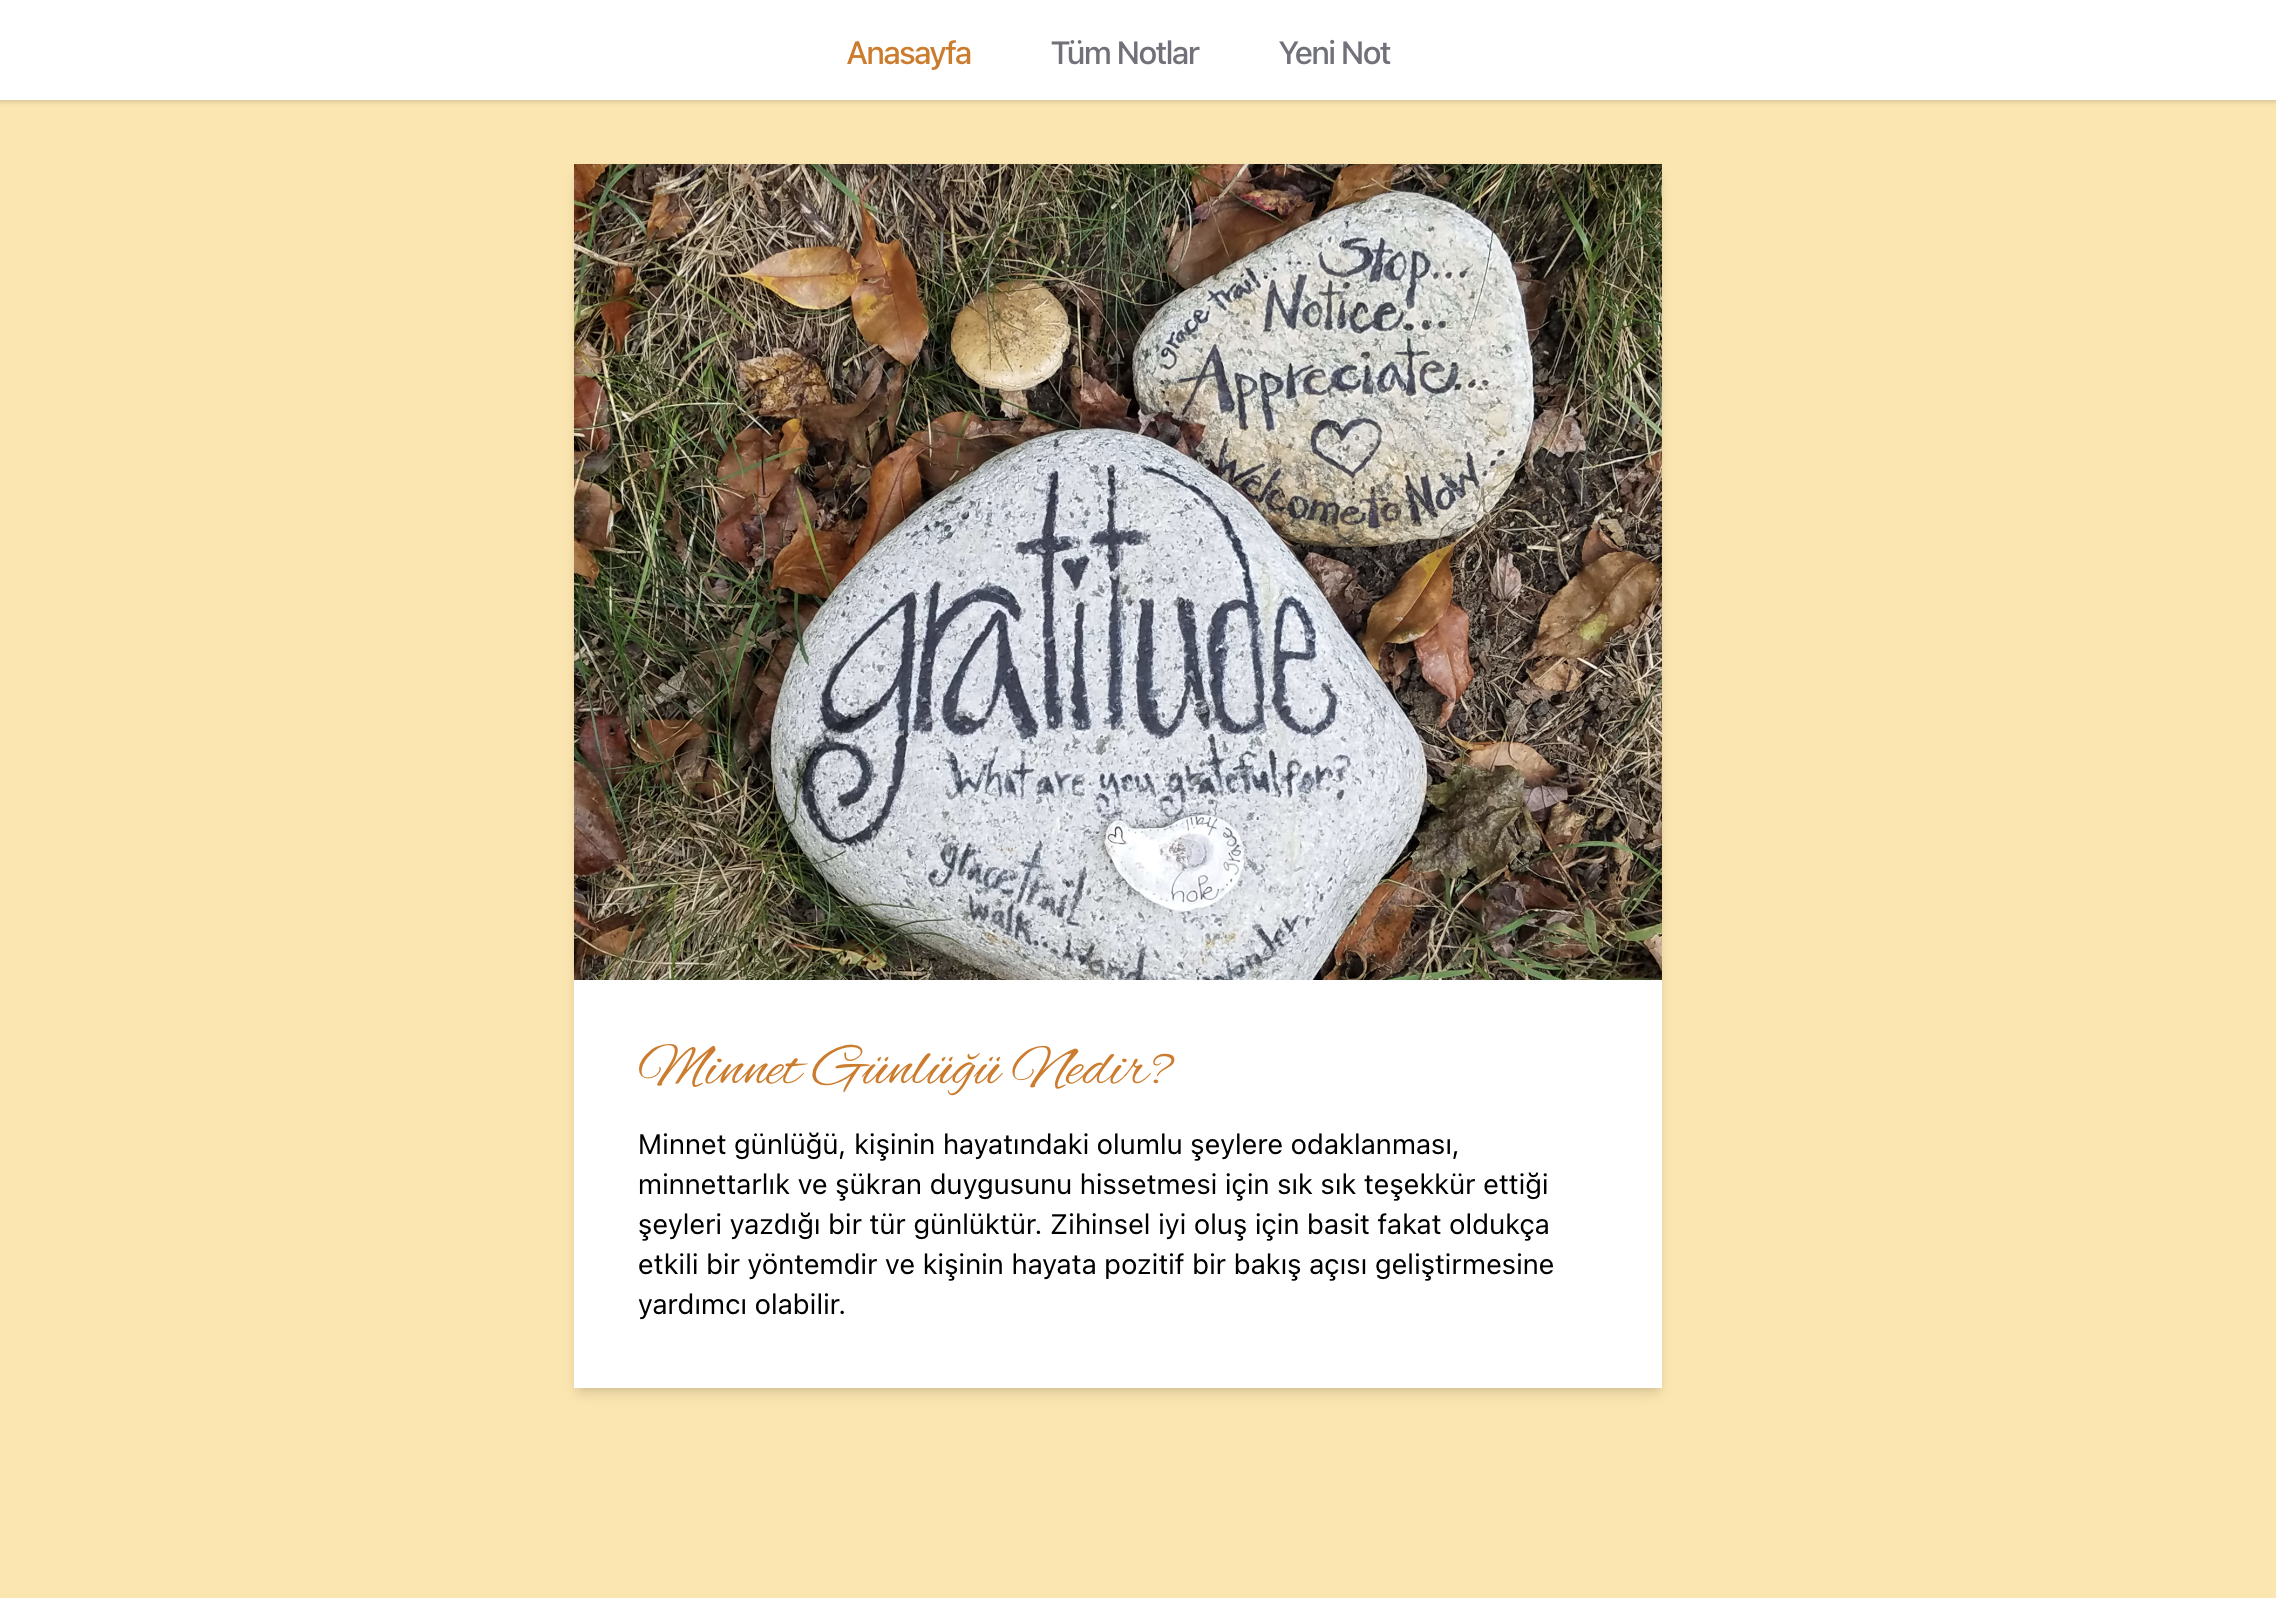 Anasayfa Tüm Notlar Yeni Not
Stop...
Notice...
grace trail
Appreciate...
Welcome to Now...
gratitude
What are you grateful for?
grace trail
hope
grace trail
walk...
wonder...
Minnet Günlüğü Nedir?
Minnet günlüğü, kişinin hayatındaki olumlu şeylere odaklanması,
minnettarlık ve şükran duygusunu hissetmesi için sık sık teşekkür ettiği
şeyleri yazdığı bir tür günlüktür. Zihinsel iyi oluş için basit fakat oldukça
etkili bir yöntemdir ve kişinin hayata pozitif bir bakış açısı geliştirmesine
yardımcı olabilir.